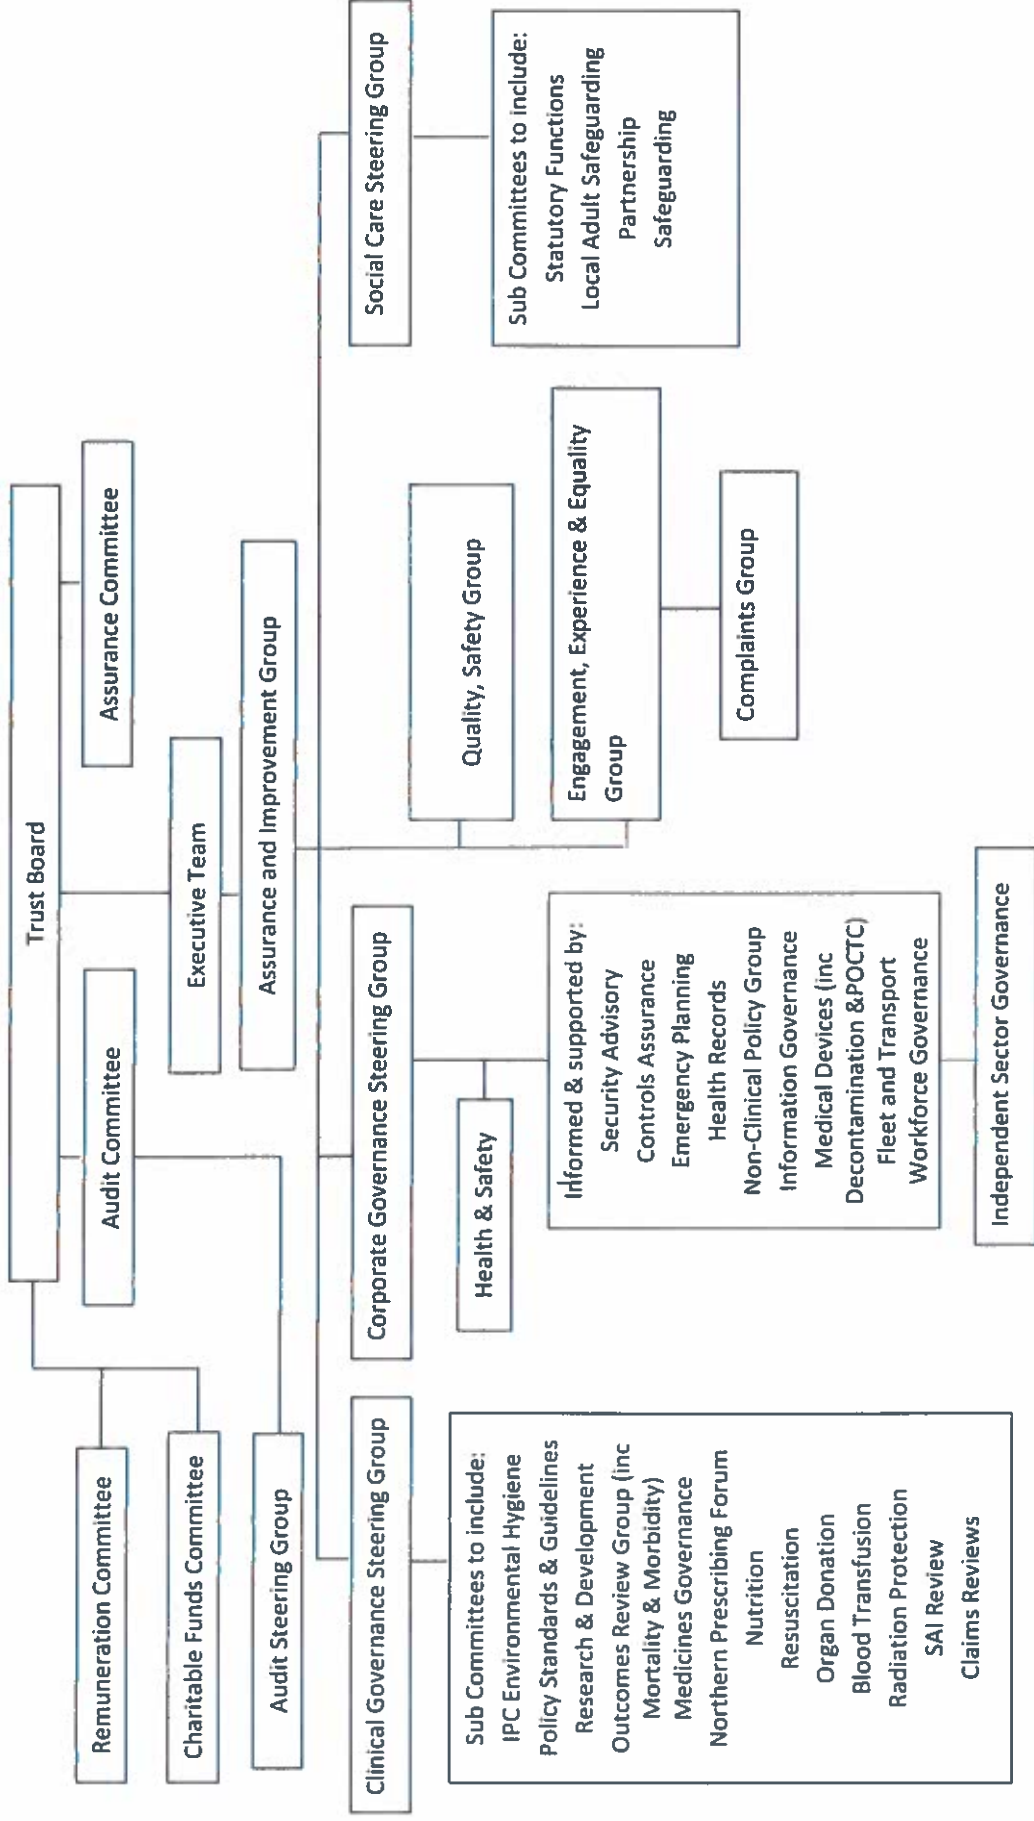 Trust Board
Remuneration Committee
Audit Committee
Assurance Committee
Charitable Funds Committee
Executive Team
Audit Steering Group
Assurance and Improvement Group
Clinical Governance Steering Group
Corporate Governance Steering Group
Social Care Steering Group
Sub Committees to include:
IPC Environmental Hygiene
Policy Standards & Guidelines
Research & Development
Outcomes Review Group (inc
Mortality & Morbidity)
Medicines Governance
Northern Prescribing Forum
Nutrition
Resuscitation
Organ Donation
Blood Transfusion
Radiation Protection
SAI Review
Claims Reviews
Health & Safety
Informed & supported by:
Security Advisory
Controls Assurance
Emergency Planning
Health Records
Non-Clinical Policy Group
Information Governance
Medical Devices (inc
Decontamination &POCTC)
Fleet and Transport
Workforce Governance
Independent Sector Governance
Quality, Safety Group
Engagement, Experience & Equality
Group
Complaints Group
Sub Committees to include:
Statutory Functions
Local Adult Safeguarding
Partnership
Safeguarding